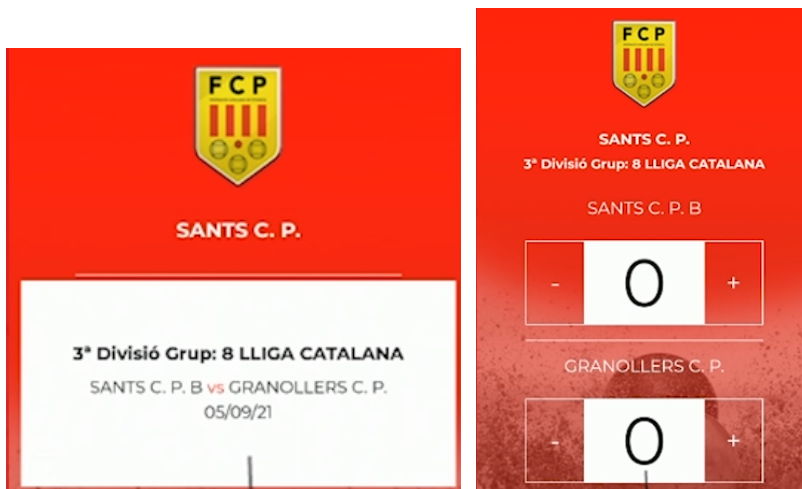 FCP
SANTS C. P.
3ª Divisió Grup: 8 LLIGA CATALANA
SANTS C. P. B vs GRANOLLERS C. P.
05/09/21
FCP
SANTS C. P.
3ª Divisió Grup: 8 LLIGA CATALANA
SANTS C. P. B
- 0 +
GRANOLLERS C. P.
- 0 +